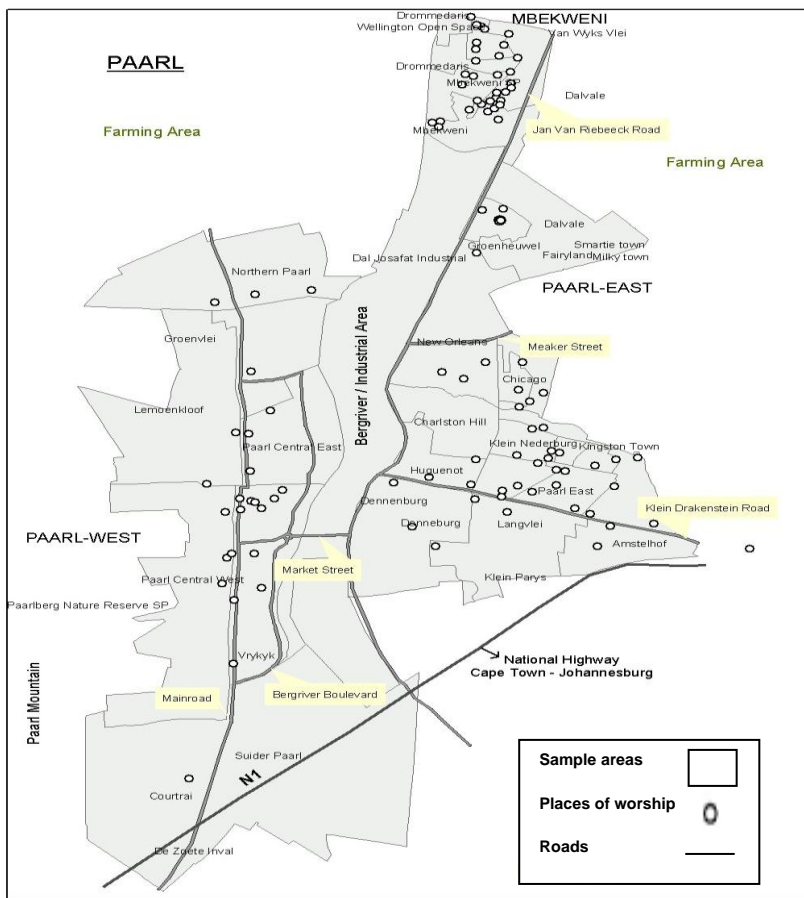 Drommedaris
MBEKWENI
Wellington Open Space
Van Wyks Vlei
PAARL
Drommedaris
Mbekweni SP
Dalvale
Farming Area
Mbekweni
Jan Van Riebeeck Road
Farming Area
Dalvale
Groenheuwel
Smartie town
Dal Josafat Industrial
Fairyland
Milky town
Northern Paarl
PAARL-EAST
Bergriver / Industrial Area
Groenvlei
New Orleans
Meaker Street
Chicago
Lemoenkloof
Charlston Hill
Paarl Central East
Klein Nederburg
Kingston Town
Huguenot
Dennenburg
Paarl East
Klein Drakenstein Road
Denneburg
Langvlei
PAARL-WEST
Amstelhof
Market Street
Paarl Central West
Klein Parys
Paarlberg Nature Reserve SP
Vrykyk
National Highway
Cape Town - Johannesburg
Paarl Mountain
Mainroad
Bergriver Boulevard
Suider Paarl
N1
Courtrai
De Zoete Inval
Sample areas
Places of worship
Roads